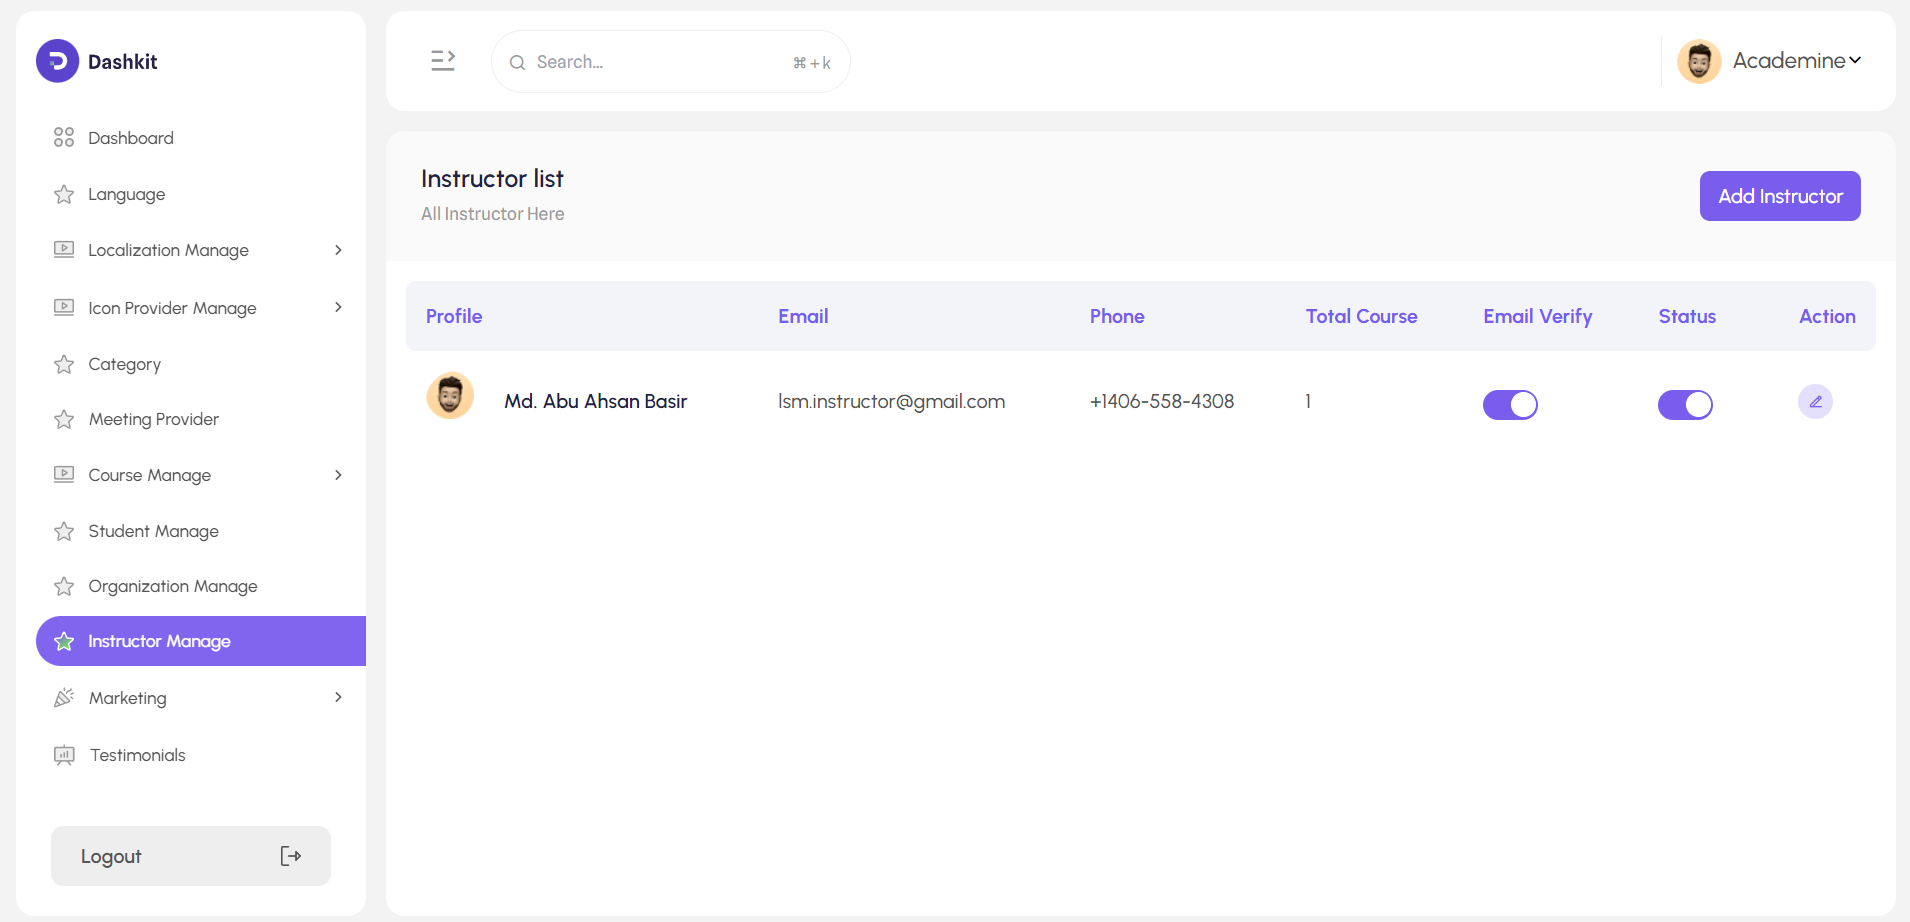 Dashkit
Dashboard
Language
Localization Manage
Icon Provider Manage
Category
Meeting Provider
Course Manage
Student Manage
Organization Manage
Instructor Manage
Marketing
Testimonials
Logout
Search... ⌘+k
Academine
Instructor list
All Instructor Here
Add Instructor
Profile Email Phone Total Course Email Verify Status Action
Md. Abu Ahsan Basir lsm.instructor@gmail.com +1406-558-4308 1